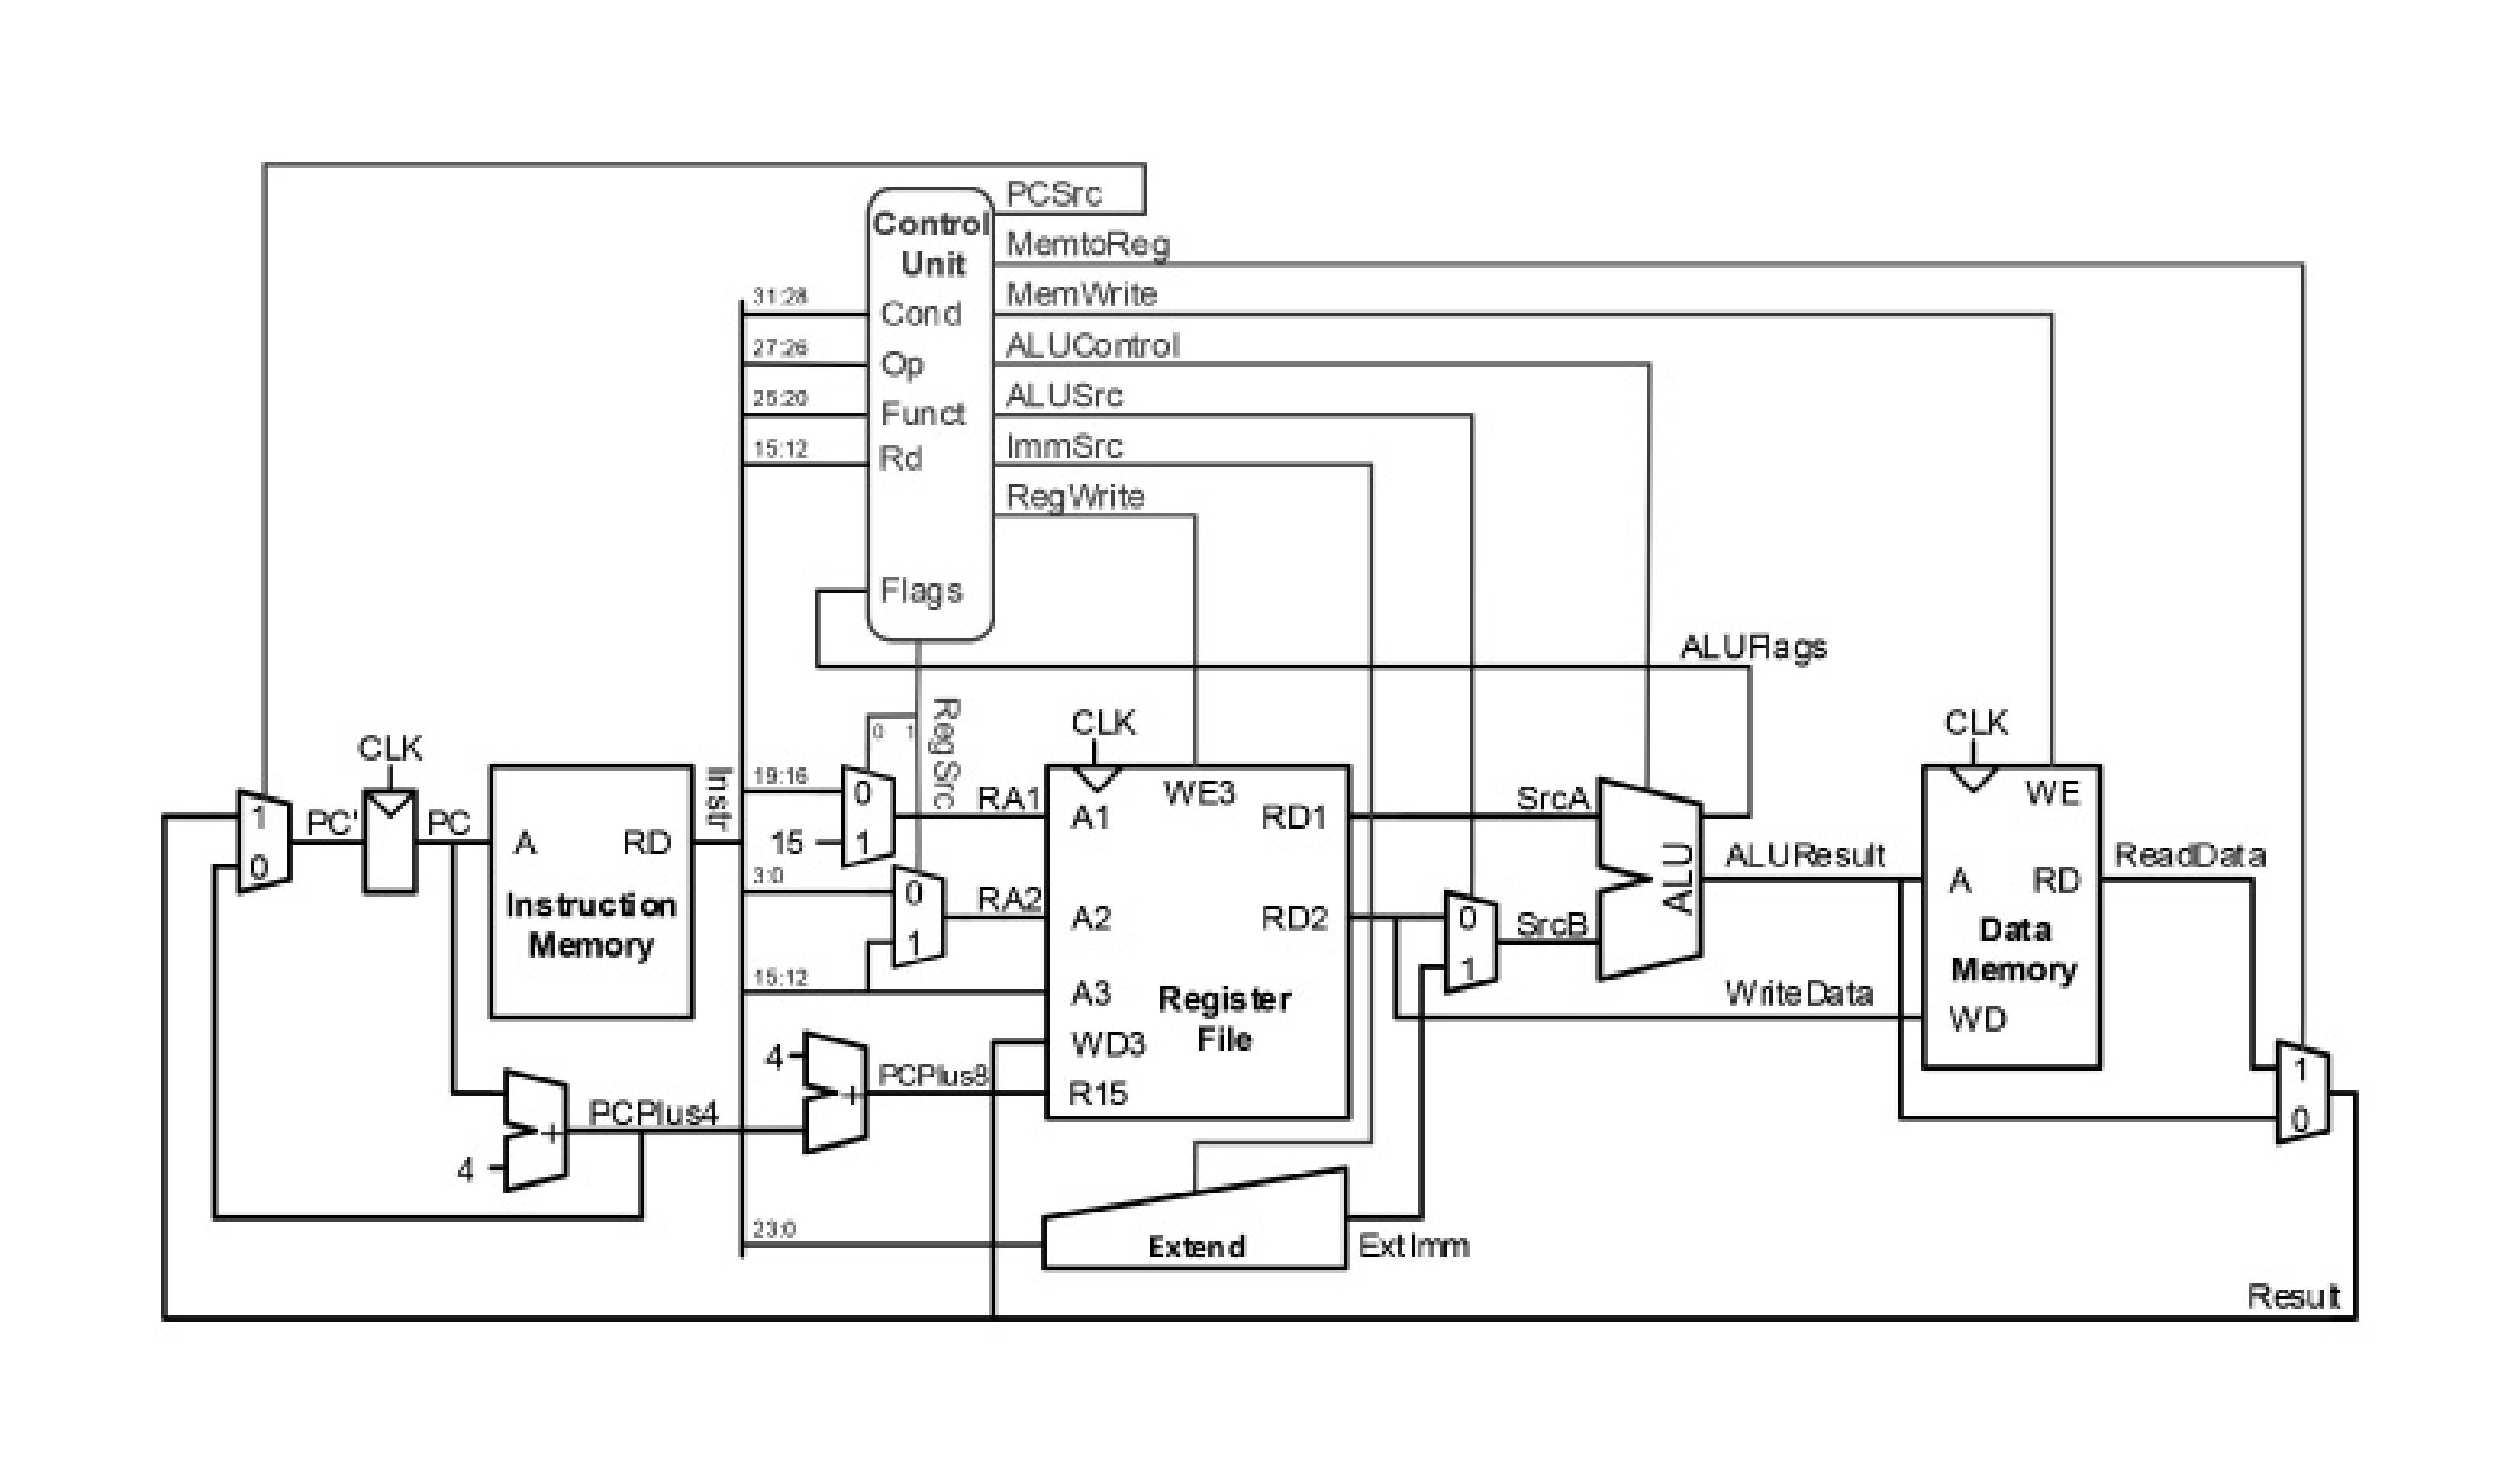 PCSrc
Control
Unit
MemtoReg
31:28
Cond
MemWrite
27:26
Op
ALUControl
25:20
Funct
ALUSrc
15:12
Rd
ImmSrc
RegWrite
Flags
ALUFlags
RegSrc
0 1
CLK
CLK
CLK
Instr
19:16
0
15
1
RA1
A1
WE3
RD1
SrcA
WE
1
0
PC'
PC
A
RD
Instruction
Memory
3:0
0
1
RA2
A2
RD2
0
1
SrcB
ALU
ALUResult
A
RD
ReadData
Data
Memory
15:12
A3
Register
File
WriteData
WD
4
+
PCPlus8
WD3
R15
PCPlus4
4
+
1
0
23:0
Extend
ExtImm
Result